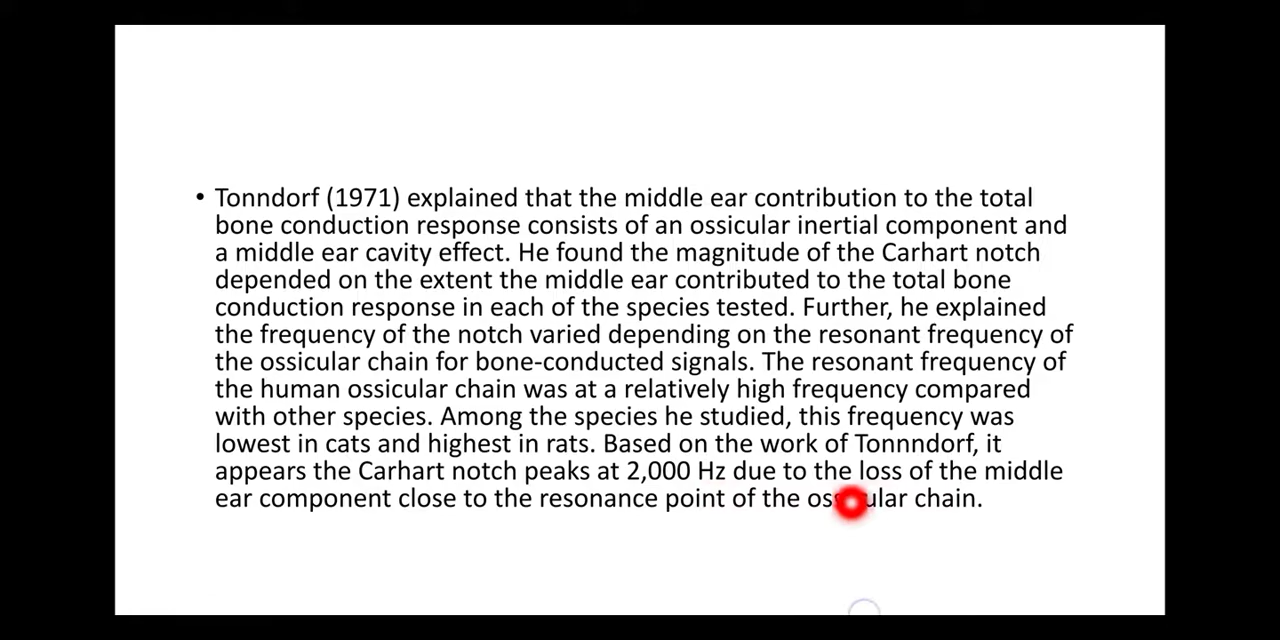 • Tonndorf (1971) explained that the middle ear contribution to the total
bone conduction response consists of an ossicular inertial component and
a middle ear cavity effect. He found the magnitude of the Carhart notch
depended on the extent the middle ear contributed to the total bone
conduction response in each of the species tested. Further, he explained
the frequency of the notch varied depending on the resonant frequency of
the ossicular chain for bone-conducted signals. The resonant frequency of
the human ossicular chain was at a relatively high frequency compared
with other species. Among the species he studied, this frequency was
lowest in cats and highest in rats. Based on the work of Tonnndorf, it
appears the Carhart notch peaks at 2,000 Hz due to the loss of the middle
ear component close to the resonance point of the ossicular chain.